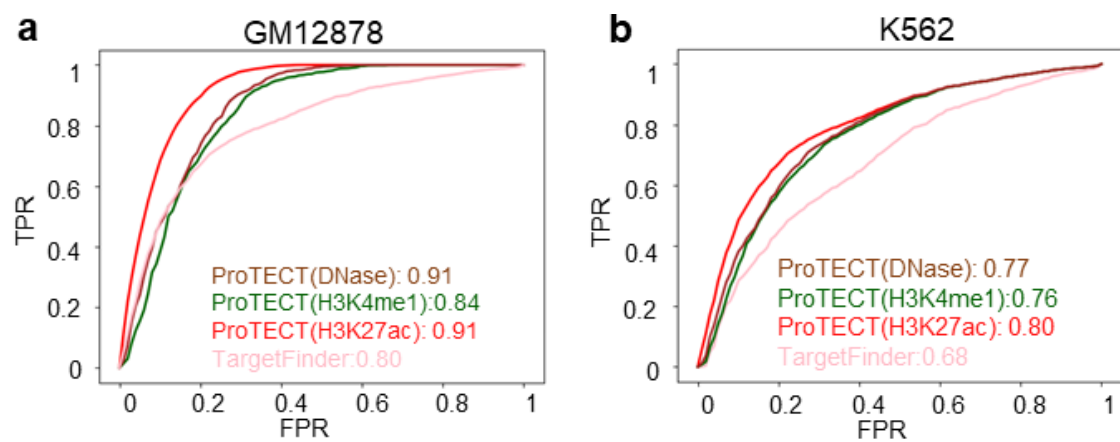 a
GM12878
1
0.8
0.6
0.4
0.2
0
TPR
ProTECT(DNase): 0.91
ProTECT(H3K4me1):0.84
ProTECT(H3K27ac): 0.91
TargetFinder:0.80
0 0.2 0.4 0.6 0.8 1
FPR
b
K562
1
0.8
0.6
0.4
0.2
0
TPR
ProTECT(DNase): 0.77
ProTECT(H3K4me1):0.76
ProTECT(H3K27ac): 0.80
TargetFinder:0.68
0 0.2 0.4 0.6 0.8 1
FPR